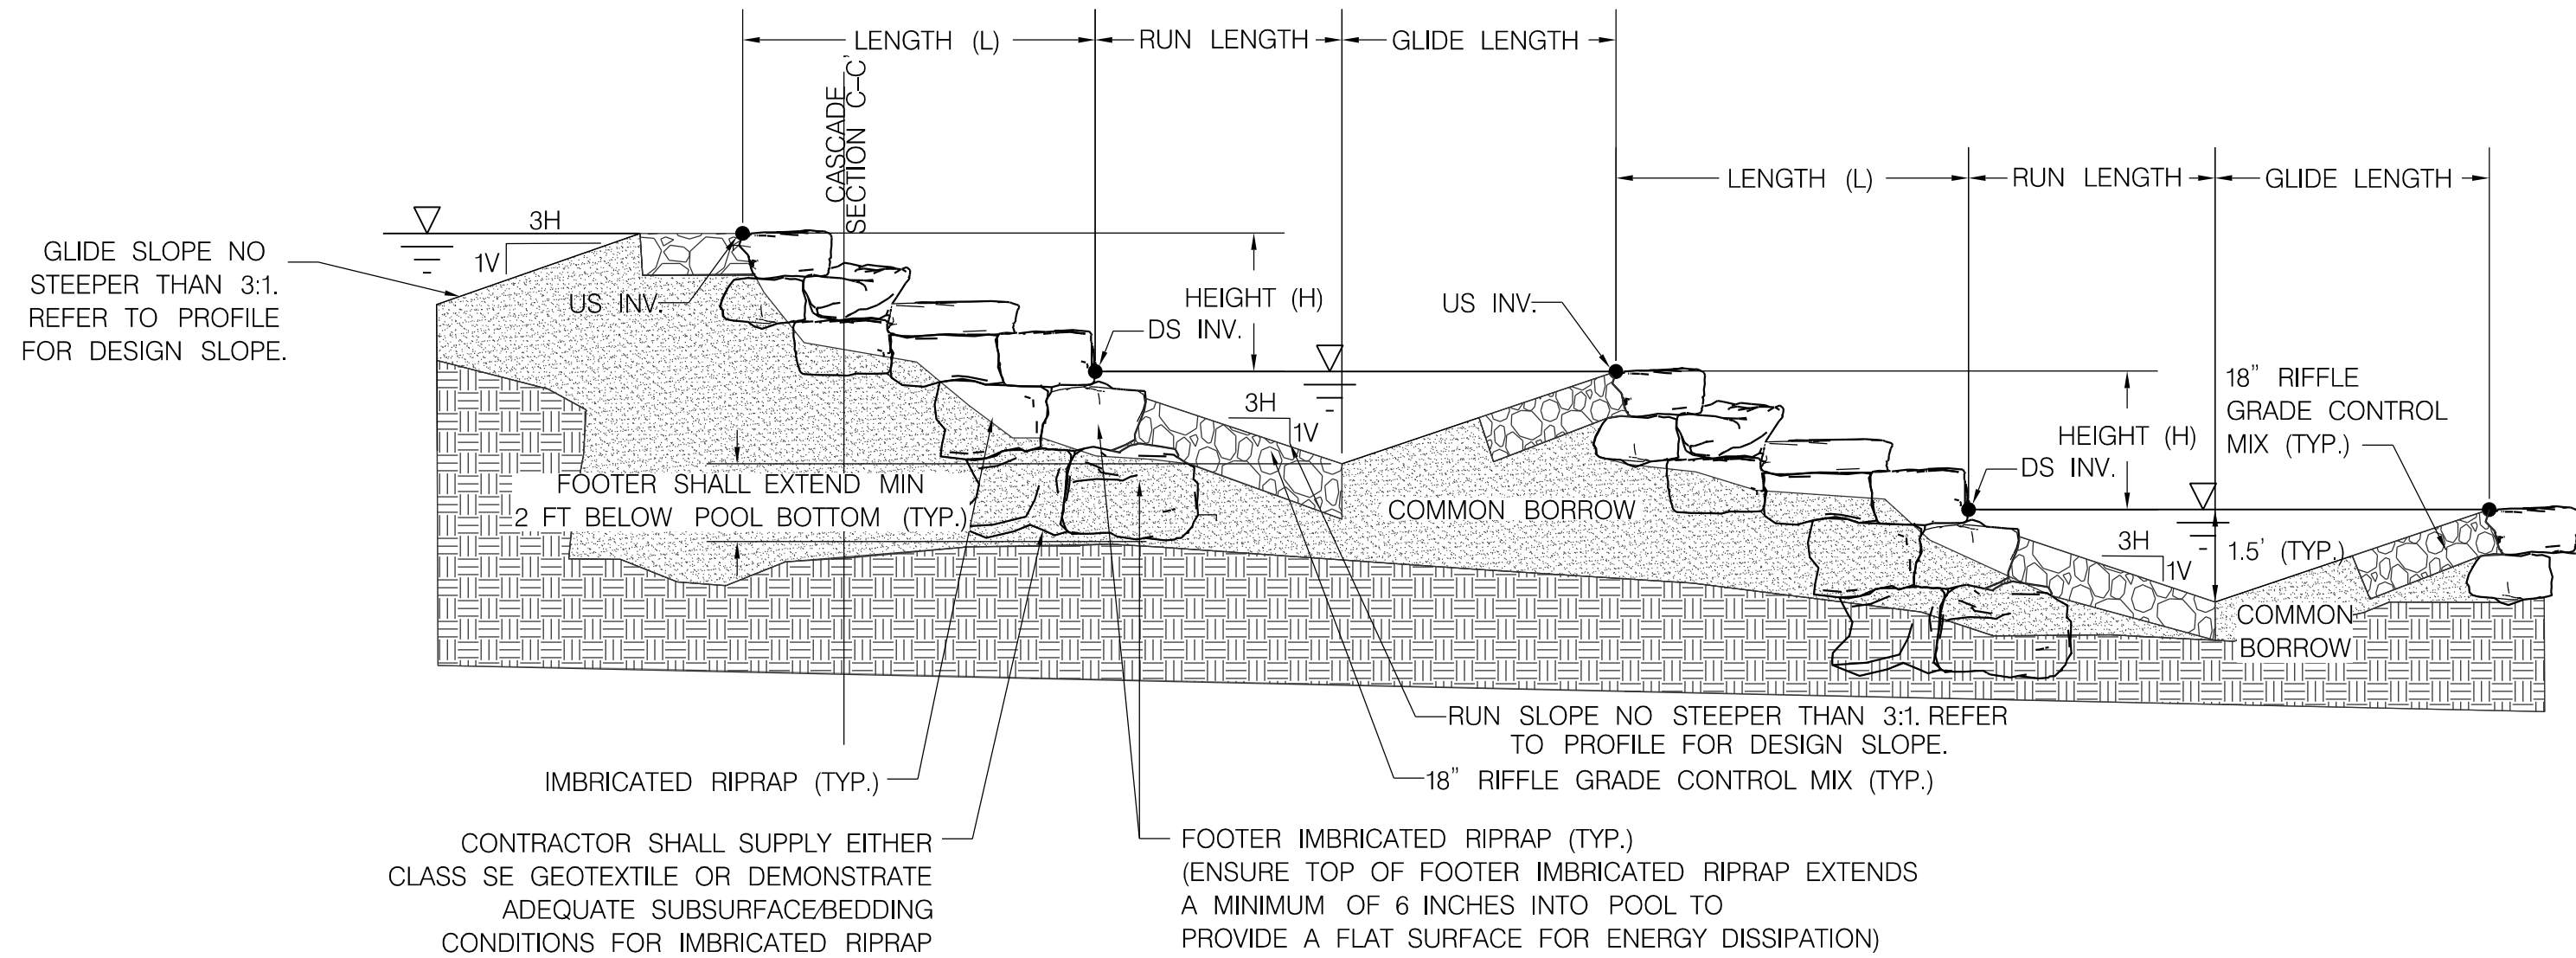 LENGTH (L)
RUN LENGTH
GLIDE LENGTH
CASCADE
SECTION C-C'
LENGTH (L)
RUN LENGTH
GLIDE LENGTH
GLIDE SLOPE NO
STEEPER THAN 3:1.
REFER TO PROFILE
FOR DESIGN SLOPE.
3H
1V
US INV.
HEIGHT (H)
DS INV.
US INV.
3H
1V
18” RIFFLE
GRADE CONTROL
MIX (TYP.)
HEIGHT (H)
DS INV.
FOOTER SHALL EXTEND MIN
2 FT BELOW POOL BOTTOM (TYP.)
COMMON BORROW
3H
1V
1.5’ (TYP.)
COMMON
BORROW
RUN SLOPE NO STEEPER THAN 3:1. REFER
TO PROFILE FOR DESIGN SLOPE.
IMBRICATED RIPRAP (TYP.)
18” RIFFLE GRADE CONTROL MIX (TYP.)
CONTRACTOR SHALL SUPPLY EITHER
CLASS SE GEOTEXTILE OR DEMONSTRATE
ADEQUATE SUBSURFACE/BEDDING
CONDITIONS FOR IMBRICATED RIPRAP
FOOTER IMBRICATED RIPRAP (TYP.)
(ENSURE TOP OF FOOTER IMBRICATED RIPRAP EXTENDS
A MINIMUM OF 6 INCHES INTO POOL TO
PROVIDE A FLAT SURFACE FOR ENERGY DISSIPATION)